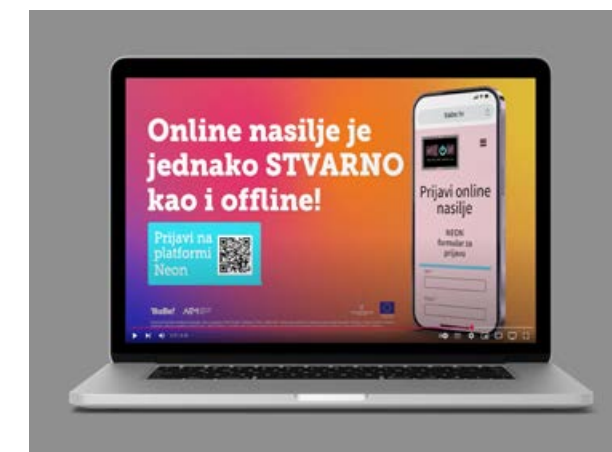 Online nasilje je
jednako STVARNO
kao i offline!
Prijavi na
platformi
Neon
Prijavi online
nasilje
NEON
formular za
prijavu